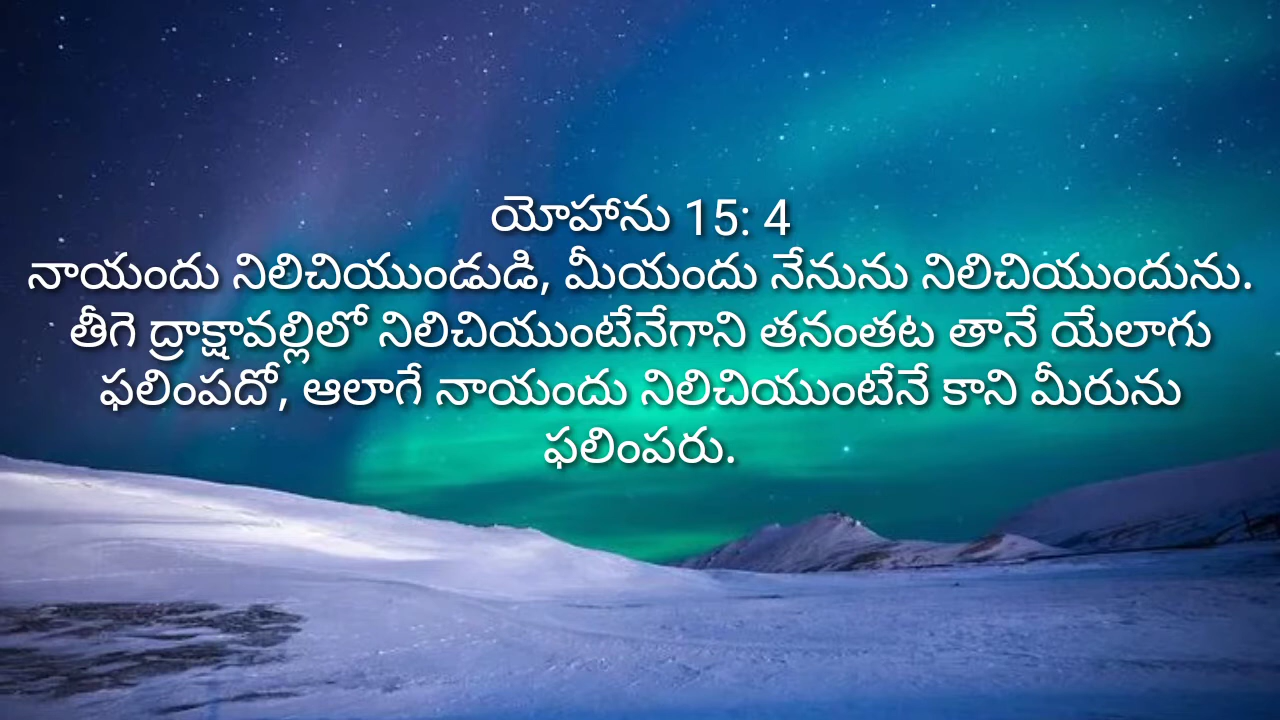 యోహాను 15: 4
నాయందు నిలిచియుండుడి, మీయందు నేనును నిలిచియుందును.
తీగె ద్రాక్షావల్లిలో నిలిచియుంటేనేగాని తనంతట తానే యేలాగు
ఫలింపదో, ఆలాగే నాయందు నిలిచియుంటేనే కాని మీరును
ఫలింపరు.